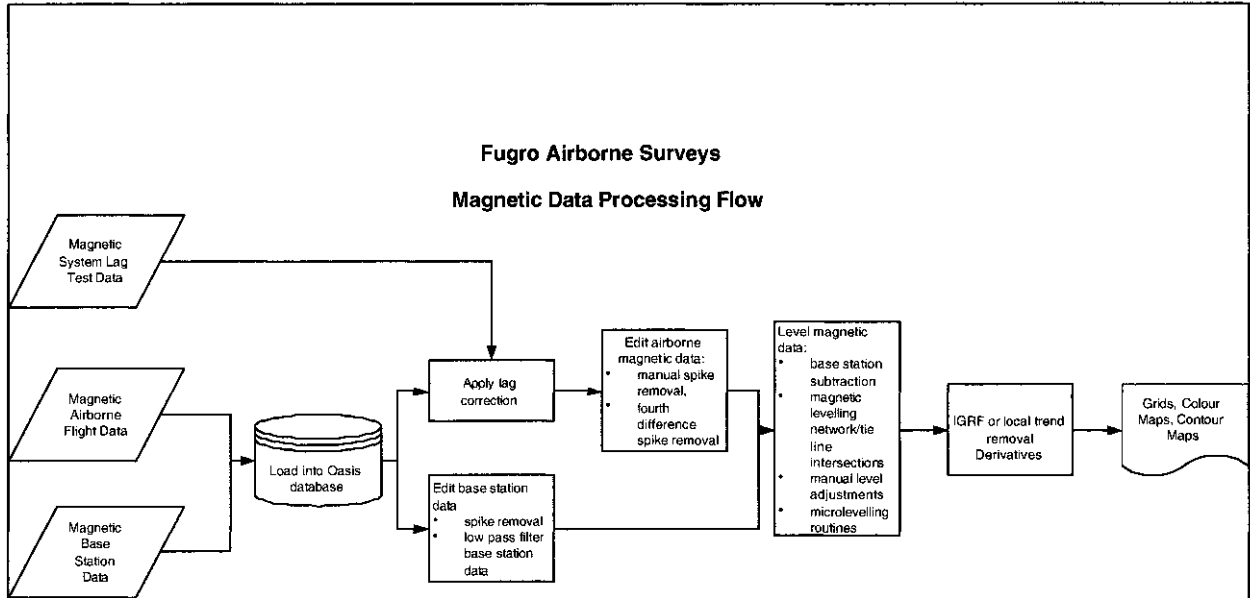 Fugro Airborne Surveys
Magnetic Data Processing Flow
Magnetic
System Lag
Test Data
Magnetic
Airborne
Flight Data
Magnetic
Base
Station
Data
Load into Oasis
database
Apply lag
correction
Edit base station
data
• spike removal
• low pass filter
base station
data
Edit airborne
magnetic data:
• manual spike
removal,
• fourth
difference
spike removal
Level magnetic
data:
• base station
subtraction
• magnetic
levelling
network/tie
line
intersections
• manual level
adjustments
• microlevelling
routines
IGRF or local trend
removal
Derivatives
Grids, Colour
Maps, Contour
Maps